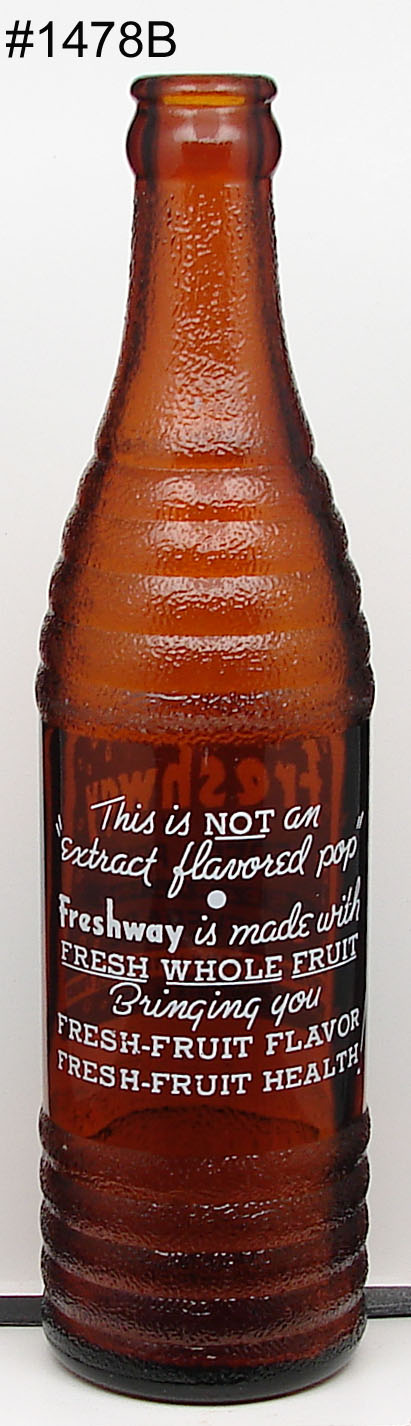 #1478B
This is NOT an
"extract flavored pop"
Freshway is made with
FRESH WHOLE FRUIT
Bringing you
FRESH-FRUIT FLAVOR
FRESH-FRUIT HEALTH!
Freshway